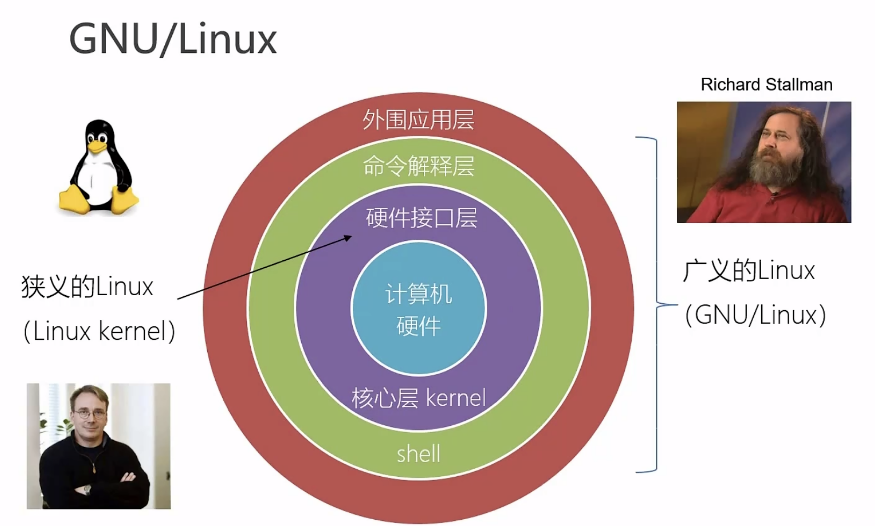 GNU/Linux
Richard Stallman
外围应用层
命令解释层
硬件接口层
计算机
硬件
核心层 kernel
shell
狭义的Linux
（Linux kernel）
广义的Linux
（GNU/Linux）